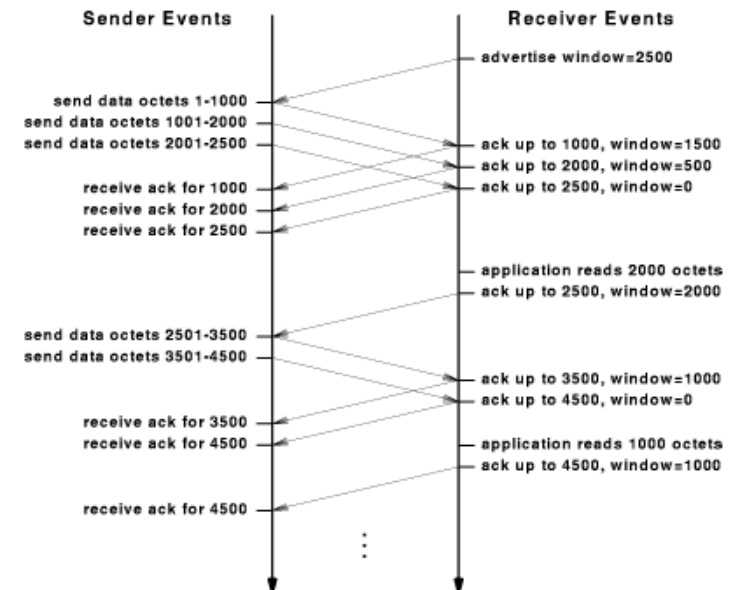 Sender Events
Receiver Events
advertise window=2500
send data octets 1-1000
send data octets 1001-2000
send data octets 2001-2500
ack up to 1000, window=1500
ack up to 2000, window=500
ack up to 2500, window=0
receive ack for 1000
receive ack for 2000
receive ack for 2500
application reads 2000 octets
ack up to 2500, window=2000
send data octets 2501-3500
send data octets 3501-4500
ack up to 3500, window=1000
ack up to 4500, window=0
receive ack for 3500
receive ack for 4500
application reads 1000 octets
ack up to 4500, window=1000
receive ack for 4500